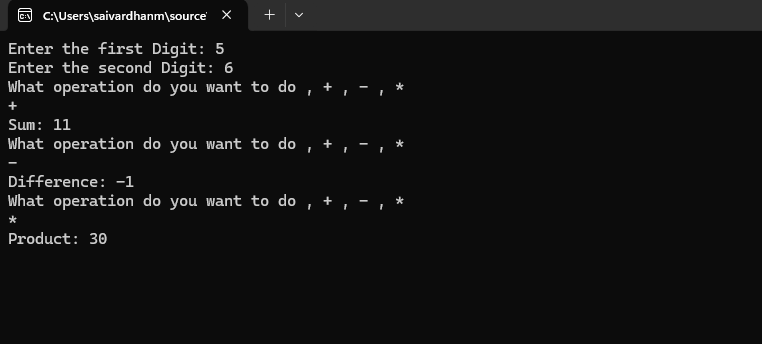 C:\Users\saivardhanm\source'
Enter the first Digit: 5
Enter the second Digit: 6
What operation do you want to do , + , - , *
+
Sum: 11
What operation do you want to do , + , - , *
-
Difference: -1
What operation do you want to do , + , - , *
*
Product: 30